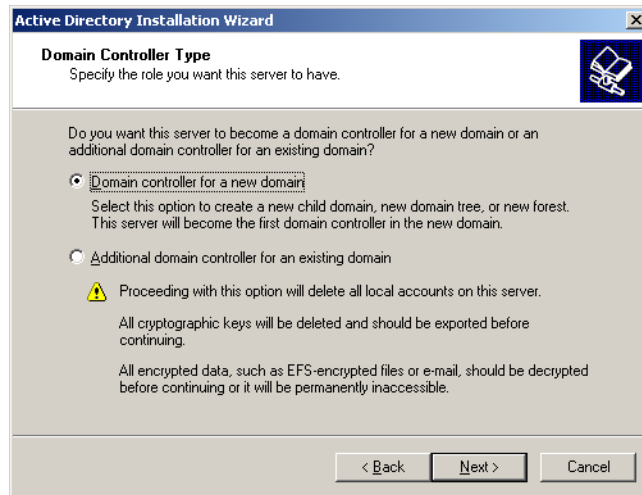 Active Directory Installation Wizard
Domain Controller Type
Specify the role you want this server to have.
Do you want this server to become a domain controller for a new domain or an
additional domain controller for an existing domain?
Domain controller for a new domain
Select this option to create a new child domain, new domain tree, or new forest.
This server will become the first domain controller in the new domain.
Additional domain controller for an existing domain
Proceeding with this option will delete all local accounts on this server.
All cryptographic keys will be deleted and should be exported before
continuing.
All encrypted data, such as EFS-encrypted files or e-mail, should be decrypted
before continuing or it will be permanently inaccessible.
< Back Next > Cancel